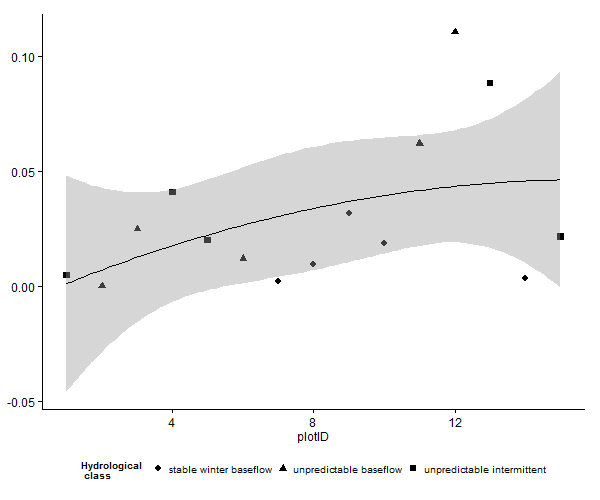 0.10
0.05
0.00
-0.05
4 8 12
plotID
Hydrological
class
stable winter baseflow unpredictable baseflow unpredictable intermittent